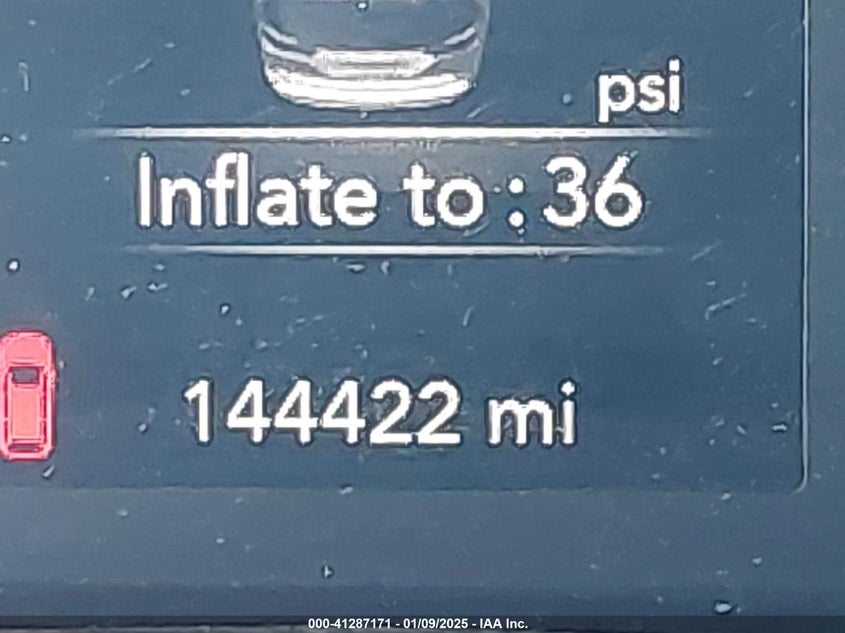 psi
Inflate to : 36
144422 mi
000-41287171 - 01/09/2025 - IAA Inc.